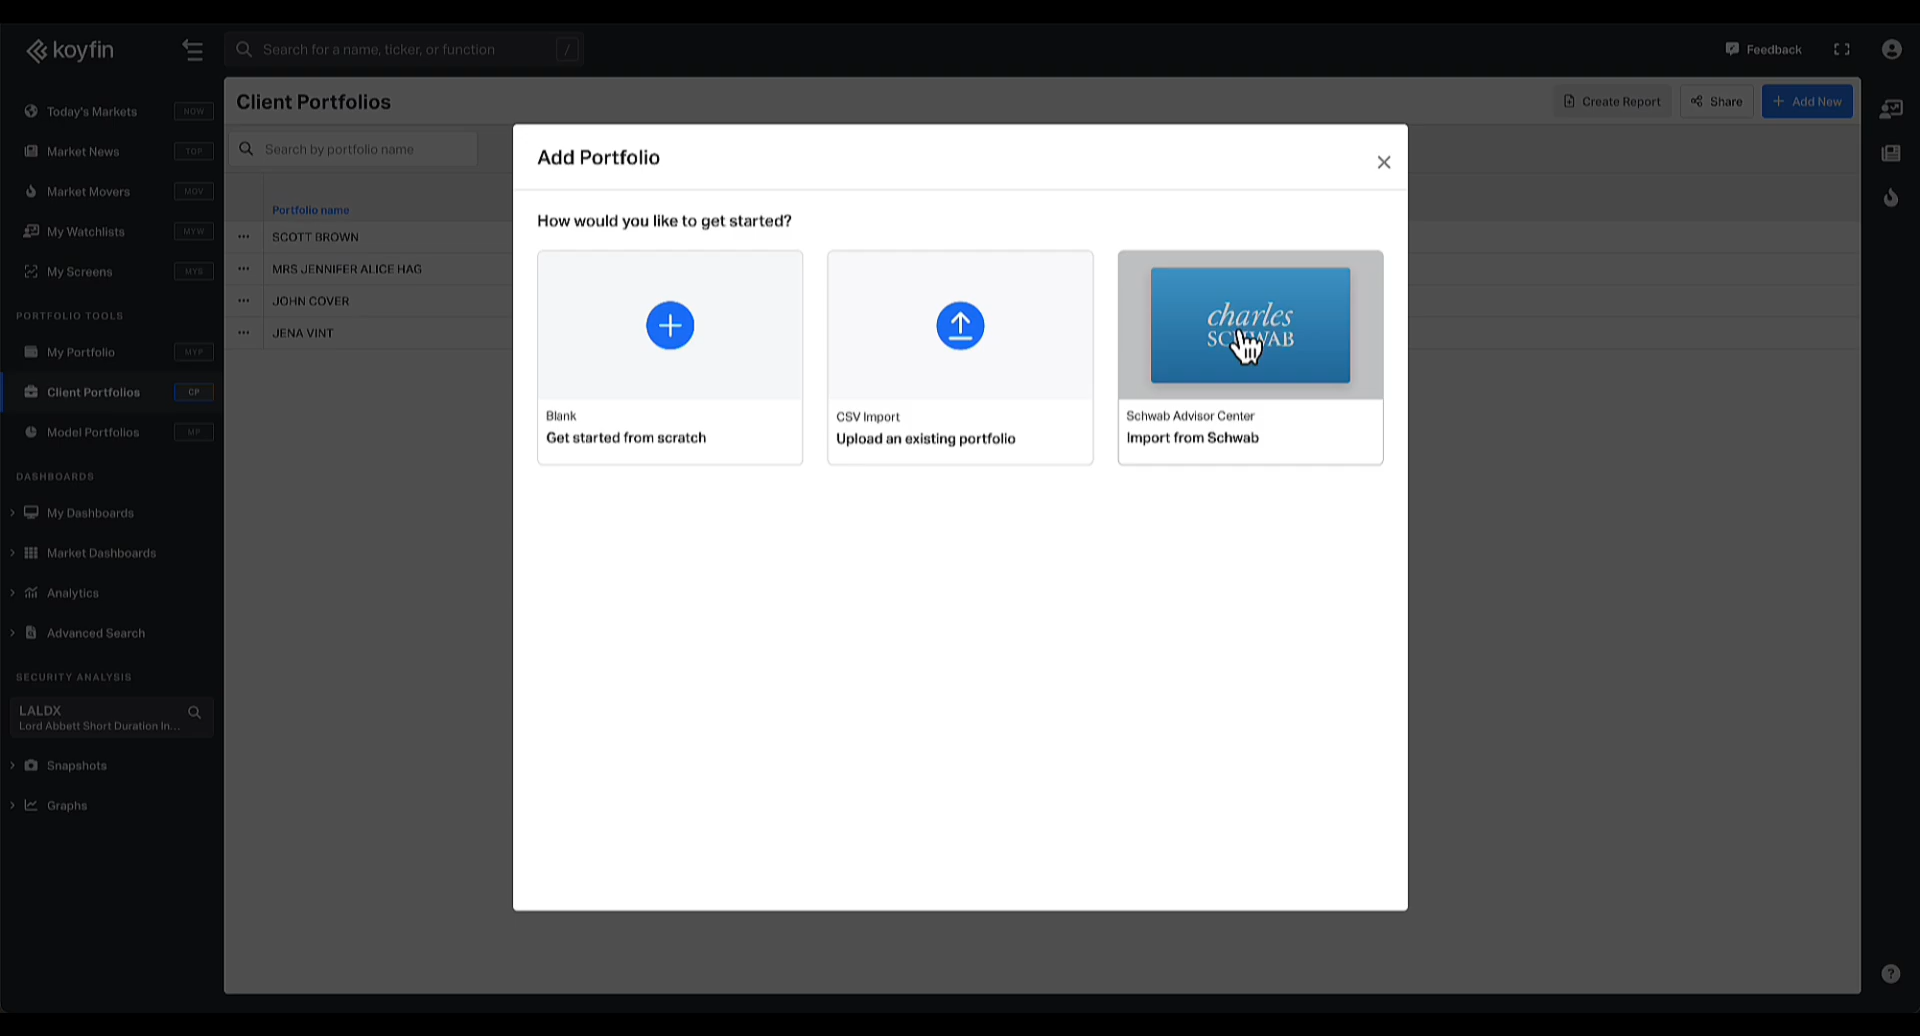 koyfin
Search for a name, ticker, or function /
Feedback
Today's Markets NOW
Market News TOP
Market Movers MOV
My Watchlists MYW
My Screens MYS
PORTFOLIO TOOLS
My Portfolio MYP
Client Portfolios CP
Model Portfolios MP
DASHBOARDS
My Dashboards
Market Dashboards
Analytics
Advanced Search
SECURITY ANALYSIS
LALDX
Lord Abbett Short Duration In...
Snapshots
Graphs
Client Portfolios
Create Report
Share
+ Add New
Search by portfolio name
Portfolio name
SCOTT BROWN
MRS JENNIFER ALICE HAG
JOHN COVER
JENA VINT
Add Portfolio
How would you like to get started?
Blank
Get started from scratch
CSV Import
Upload an existing portfolio
charles
SCHWAB
Schwab Advisor Center
Import from Schwab
?